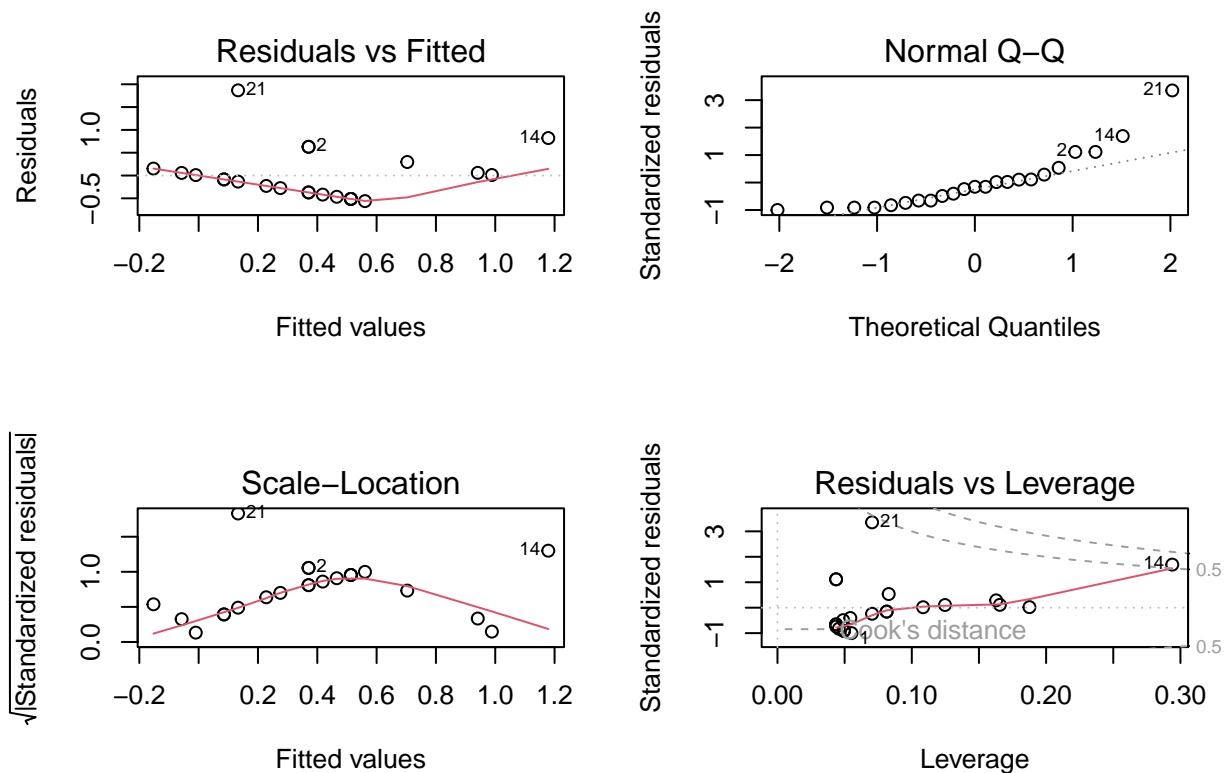 Residuals vs Fitted
Residuals
1.0
−0.5
21
2
14
−0.2 0.2 0.4 0.6 0.8 1.0 1.2
Fitted values
Normal Q−Q
Standardized residuals
3
1
−1
21
14
2
−2 −1 0 1 2
Theoretical Quantiles
Scale−Location
√|Standardized residuals|
1.0
0.0
21
2
14
−0.2 0.2 0.4 0.6 0.8 1.0 1.2
Fitted values
Residuals vs Leverage
Standardized residuals
3
1
−1
21
14
0.5
Cook's distance
1
0.5
0.00 0.10 0.20 0.30
Leverage